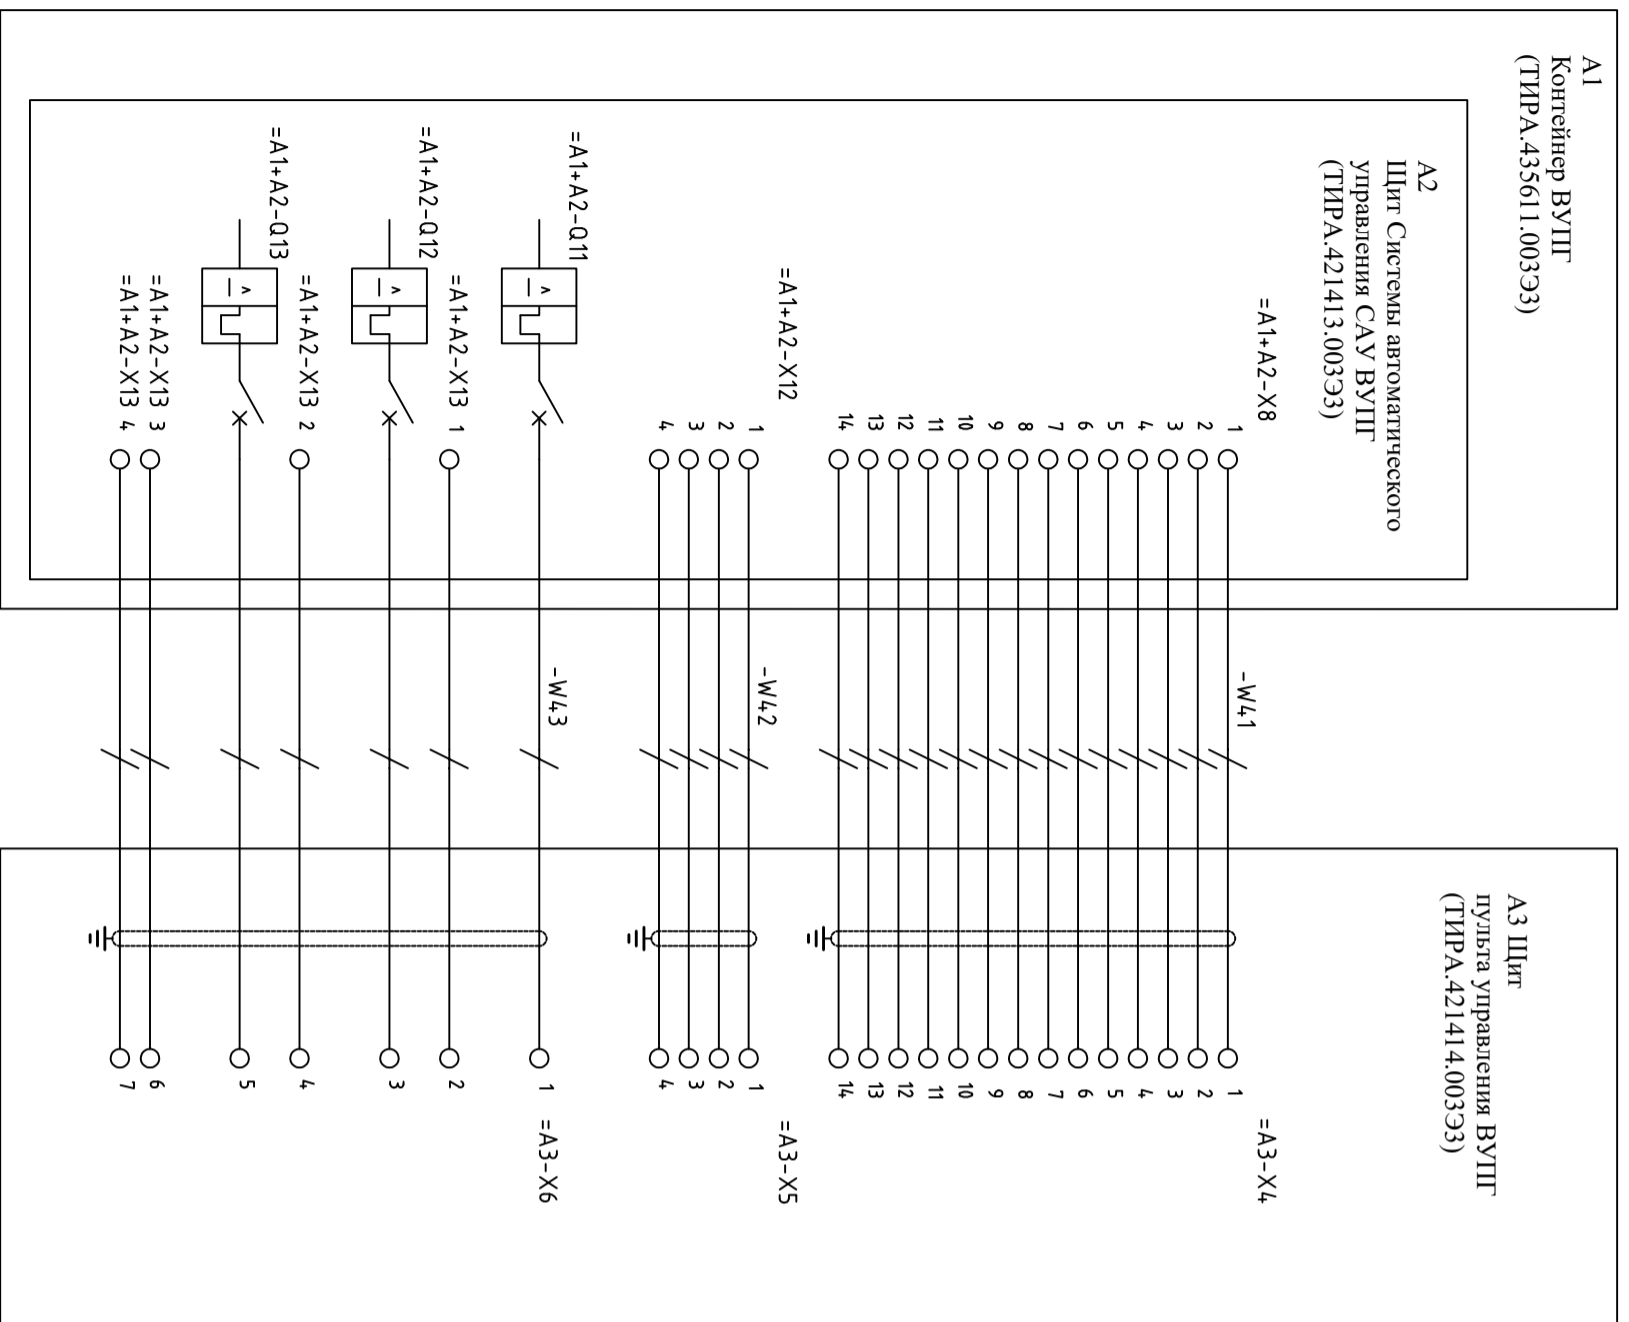 А1
Контейнер ВУПГ
(ТИРА.435611.003Э3)
А2
Щит Системы автоматического
управления САУ ВУПГ
(ТИРА.421413.003Э3)
А3 Щит
пульта управления ВУПГ
(ТИРА.421414.003Э3)
=A1+A2-X8
-W41
=A3-X4
1 1
2 2
3 3
4 4
5 5
6 6
7 7
8 8
9 9
10 10
11 11
12 12
13 13
14 14
=A1+A2-X12
-W42
=A3-X5
1 1
2 2
3 3
4 4
=A1+A2-Q11
-W43
1
=A3-X6
=A1+A2-X13 1
2
=A1+A2-Q12
3
=A1+A2-X13 2
4
=A1+A2-Q13
5
=A1+A2-X13 3
6
=A1+A2-X13 4
7